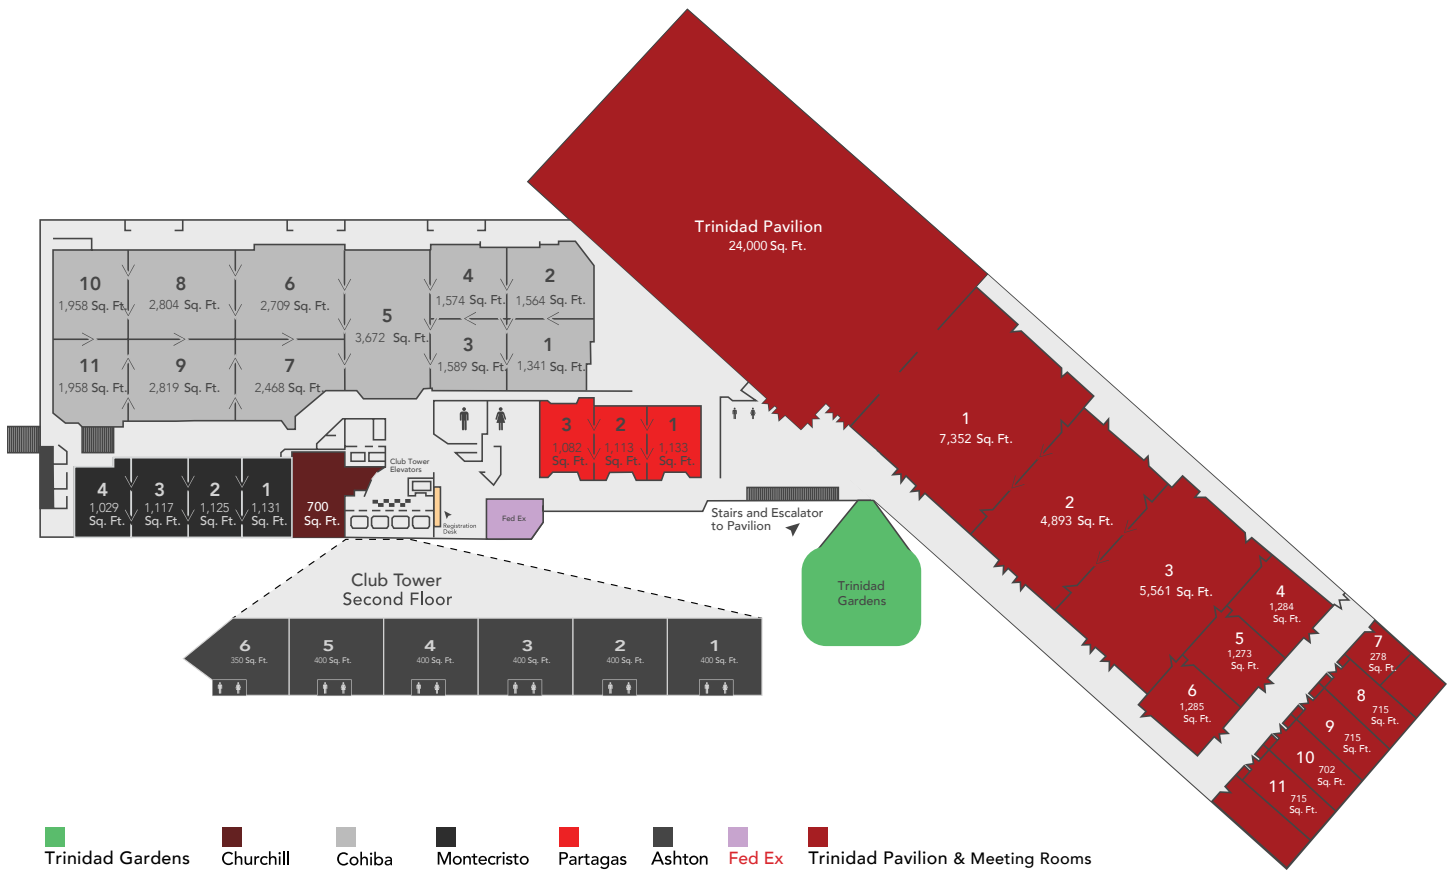 Trinidad Pavilion
24,000 Sq. Ft.
10
1,958 Sq. Ft.
8
2,804 Sq. Ft.
6
2,709 Sq. Ft.
5
3,672 Sq. Ft.
4
1,574 Sq. Ft.
2
1,564 Sq. Ft.
11
1,958 Sq. Ft.
9
2,819 Sq. Ft.
7
2,468 Sq. Ft.
3
1,589 Sq. Ft.
1
1,341 Sq. Ft.
3
1,082
Sq. Ft.
2
1,113
Sq. Ft.
1
1,133
Sq. Ft.
4
1,029
Sq. Ft.
3
1,117
Sq. Ft.
2
1,125
Sq. Ft.
1
1,131
Sq. Ft.
700
Sq. Ft.
Club Tower
Elevators
Registration
Desk
Fed Ex
Stairs and Escalator
to Pavilion
Trinidad
Gardens
1
7,352 Sq. Ft.
2
4,893 Sq. Ft.
3
5,561 Sq. Ft.
4
1,284
Sq. Ft.
5
1,273
Sq. Ft.
6
1,285
Sq. Ft.
7
278
Sq. Ft.
8
715
Sq. Ft.
9
715
Sq. Ft.
10
702
Sq. Ft.
11
715
Sq. Ft.
Club Tower
Second Floor
6
350 Sq. Ft.
5
400 Sq. Ft.
4
400 Sq. Ft.
3
400 Sq. Ft.
2
400 Sq. Ft.
1
400 Sq. Ft.
Trinidad Gardens
Churchill
Cohiba
Montecristo
Partagas
Ashton
Fed Ex
Trinidad Pavilion & Meeting Rooms